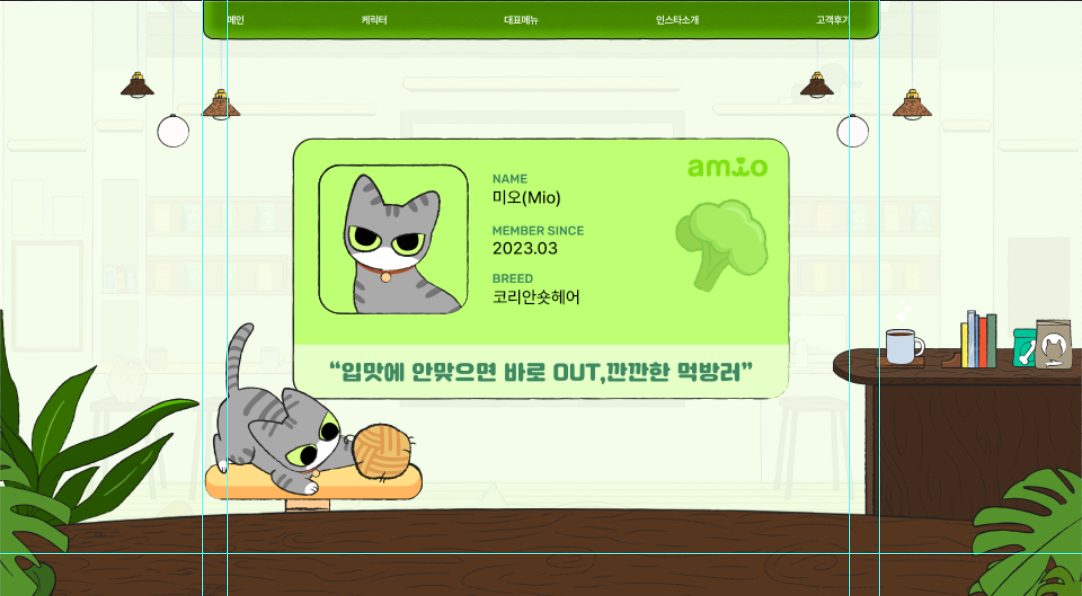 메인
케릭터
대표메뉴
인스타소개
고객후기
amio
NAME
미오(Mio)
MEMBER SINCE
2023.03
BREED
코리안숏헤어
“입맛에 안맞으면 바로 OUT,깐깐한 먹방러”